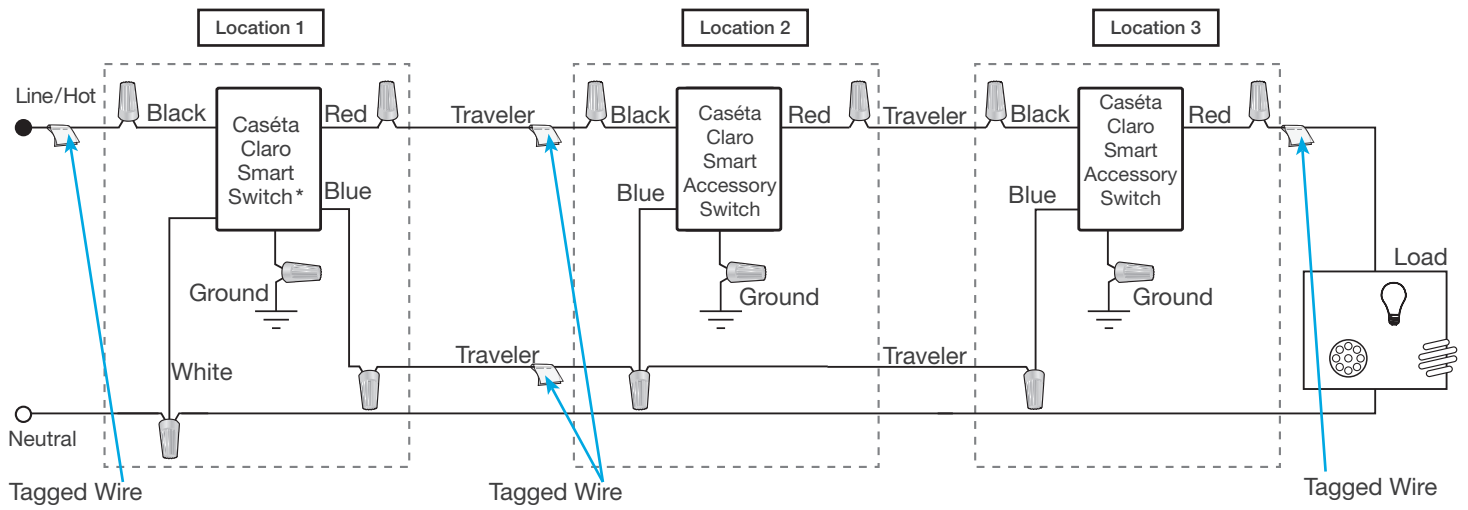 Location 1
Location 2
Location 3
Line/Hot
Black
Caséta
Claro
Smart
Switch*
Red
Blue
White
Ground
Traveler
Traveler
Black
Caséta
Claro
Smart
Accessory
Switch
Red
Blue
Ground
Traveler
Traveler
Black
Caséta
Claro
Smart
Accessory
Switch
Red
Blue
Ground
Load
Neutral
Tagged Wire
Tagged Wire
Tagged Wire